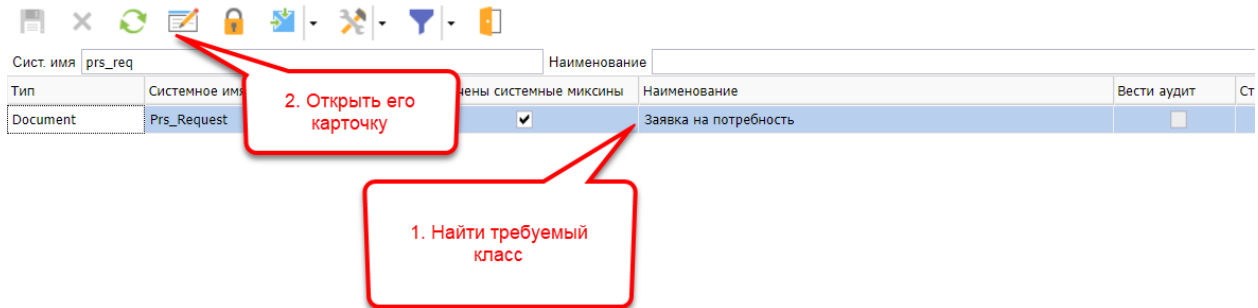 Сист. имя prs_req Наименование
Тип Системное имя чены системные миксины Наименование Вести аудит Ст
Document Prs_Request Заявка на потребность
2. Открыть его
карточку
1. Найти требуемый
класс